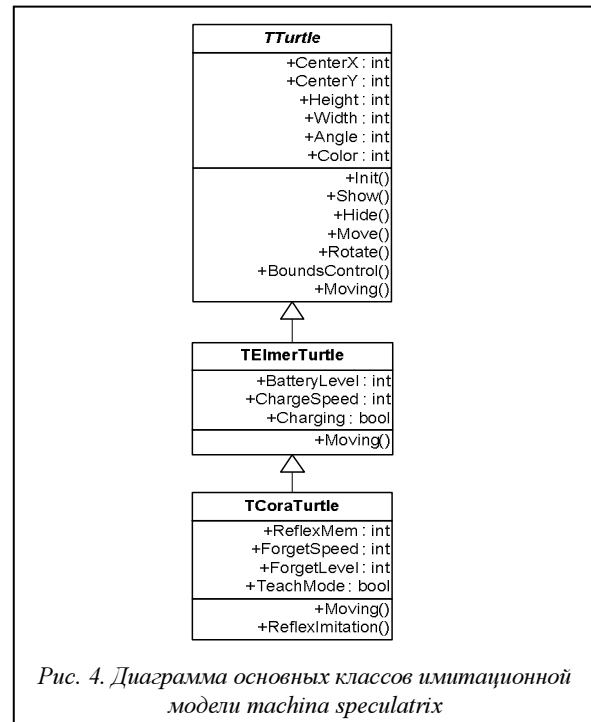 TTurtle
+CenterX : int
+CenterY : int
+Height : int
+Width : int
+Angle : int
+Color : int
+Init()
+Show()
+Hide()
+Move()
+Rotate()
+BoundsControl()
+Moving()
TElmerTurtle
+BatteryLevel : int
+ChargeSpeed : int
+Charging : bool
+Moving()
TCoraTurtle
+ReflexMem : int
+ForgetSpeed : int
+ForgetLevel : int
+TeachMode : bool
+Moving()
+ReflexImitation()
Рис. 4. Диаграмма основных классов имитационной
модели machina speculatrix